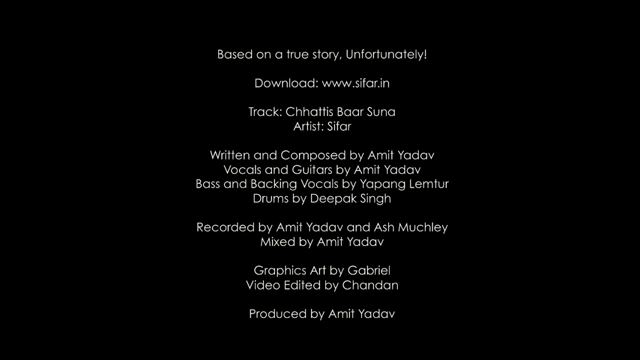 Based on a true story, Unfortunately!
Download: www.sifar.in
Track: Chhattis Baar Suna
Artist: Sifar
Written and Composed by Amit Yadav
Vocals and Guitars by Amit Yadav
Bass and Backing Vocals by Yapang Lemtur
Drums by Deepak Singh
Recorded by Amit Yadav and Ash Muchley
Mixed by Amit Yadav
Graphics Art by Gabriel
Video Edited by Chandan
Produced by Amit Yadav